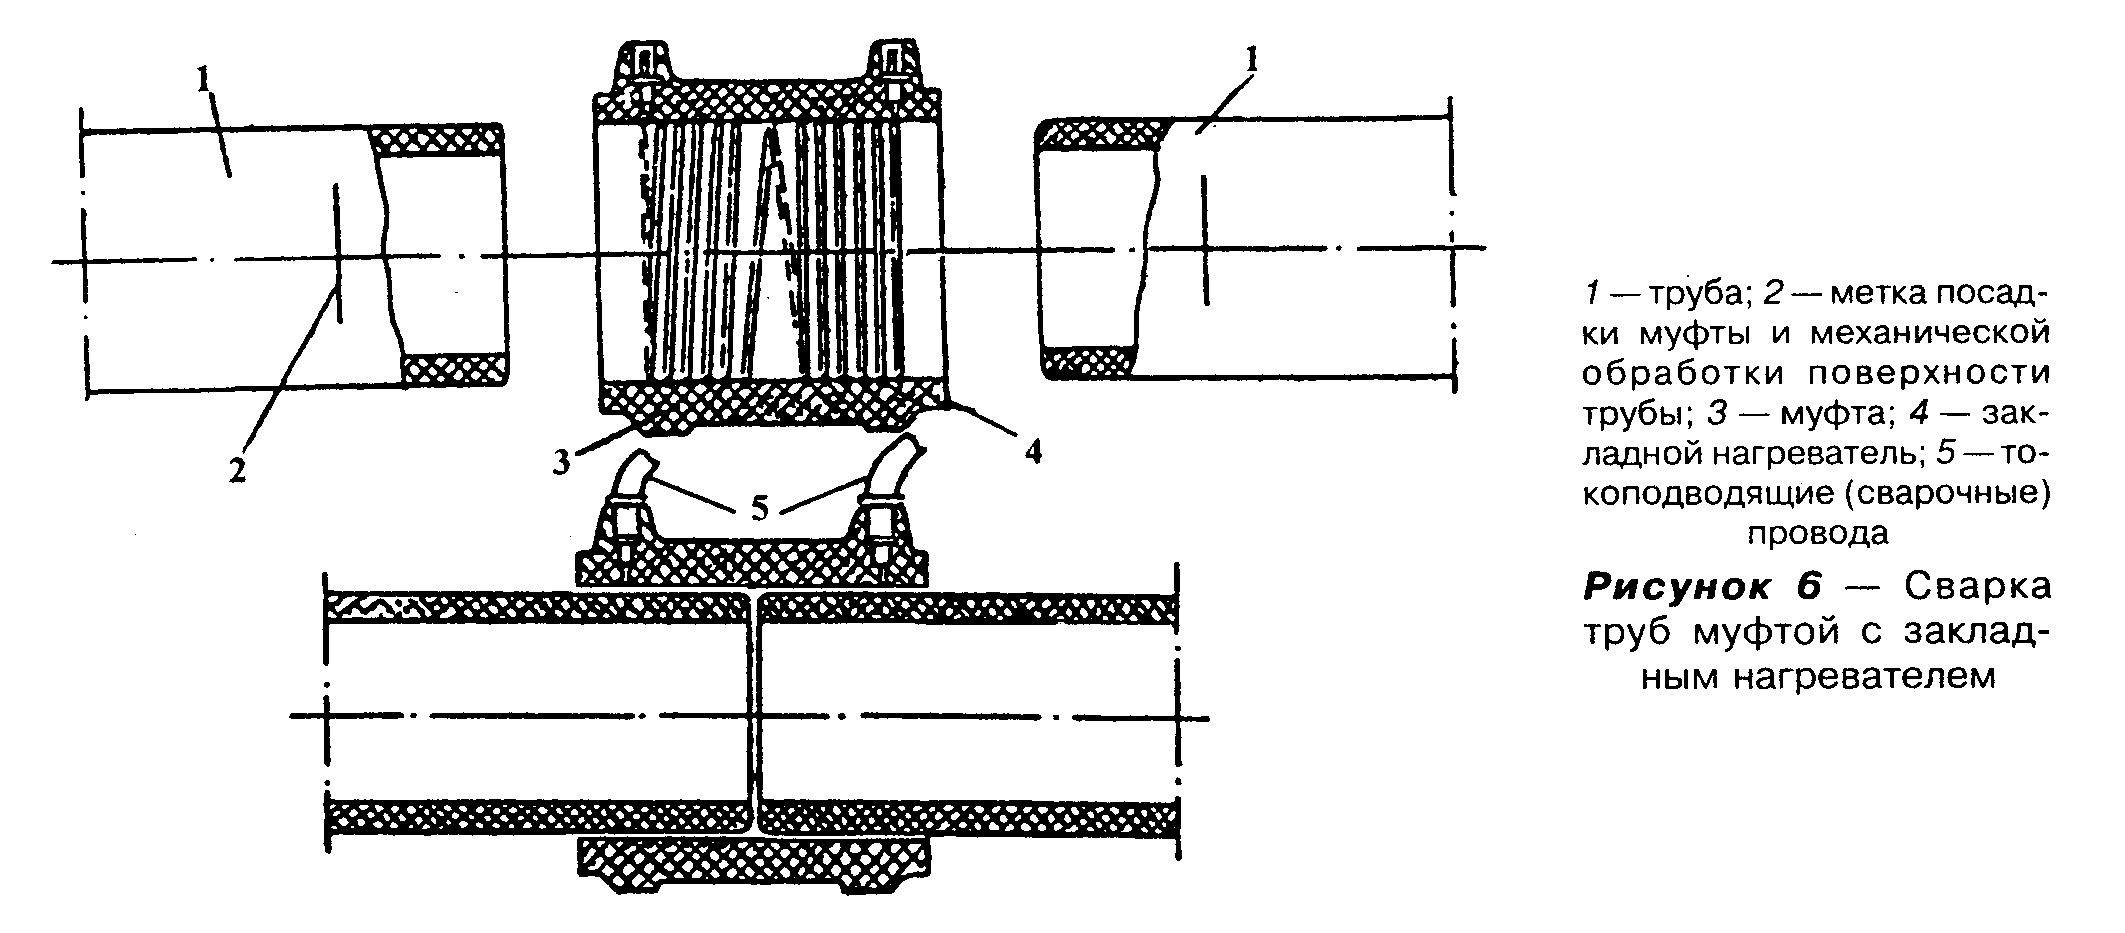 1
1
2
3
4
5
1 — труба; 2 — метка посад-
ки муфты и механической
обработки поверхности
трубы; 3 — муфта; 4 — зак-
ладной нагреватель; 5 — то-
коподводящие (сварочные)
провода
Рисунок 6 — Сварка
труб муфтой с заклад-
ным нагревателем